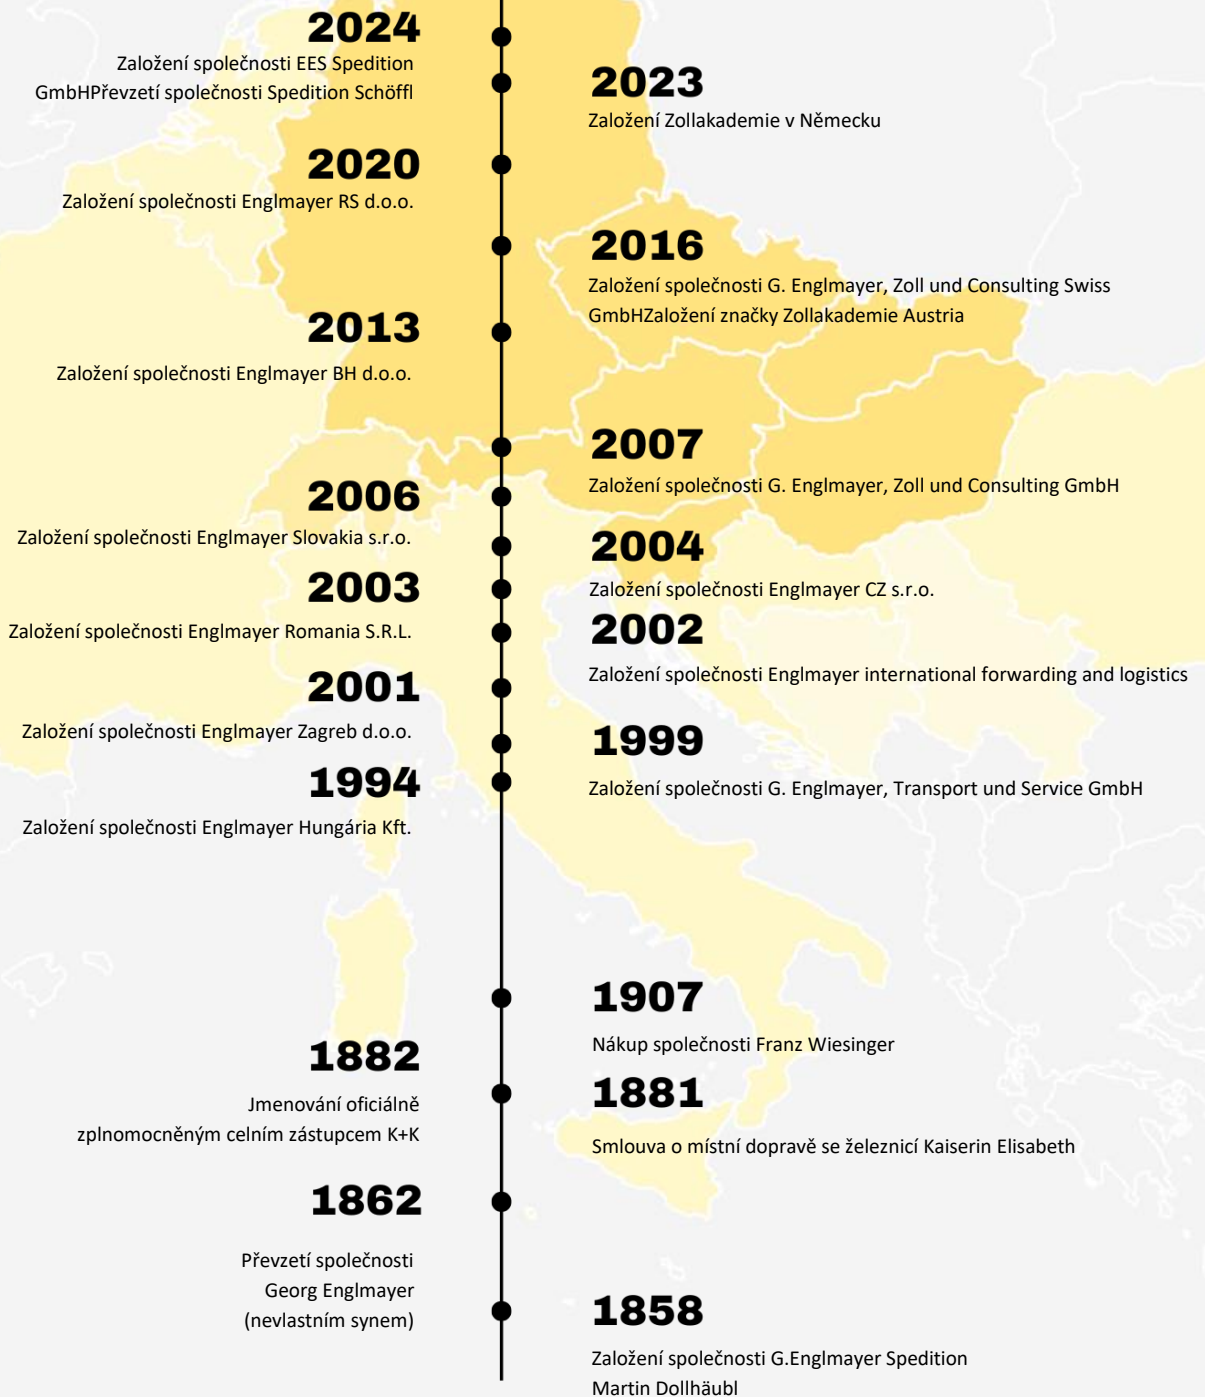 2024
Založení společnosti EES Spedition
GmbHPřevzetí společnosti Spedition Schöffl
2023
Založení Zollakademie v Německu
2020
Založení společnosti Englmayer RS d.o.o.
2016
Založení společnosti G. Englmayer, Zoll und Consulting Swiss
GmbHZaložení značky Zollakademie Austria
2013
Založení společnosti Englmayer BH d.o.o.
2007
Založení společnosti G. Englmayer, Zoll und Consulting GmbH
2006
Založení společnosti Englmayer Slovakia s.r.o.
2004
Založení společnosti Englmayer CZ s.r.o.
2003
Založení společnosti Englmayer Romania S.R.L.
2002
Založení společnosti Englmayer international forwarding and logistics
2001
Založení společnosti Englmayer Zagreb d.o.o.
1999
Založení společnosti G. Englmayer, Transport und Service GmbH
1994
Založení společnosti Englmayer Hungária Kft.
1907
Nákup společnosti Franz Wiesinger
1882
Jmenování oficiálně
zplnomocněným celním zástupcem K+K
1881
Smlouva o místní dopravě se železnicí Kaiserin Elisabeth
1862
Převzetí společnosti
Georg Englmayer
(nevlastním synem)
1858
Založení společnosti G.Englmayer Spedition
Martin Dollhäubl